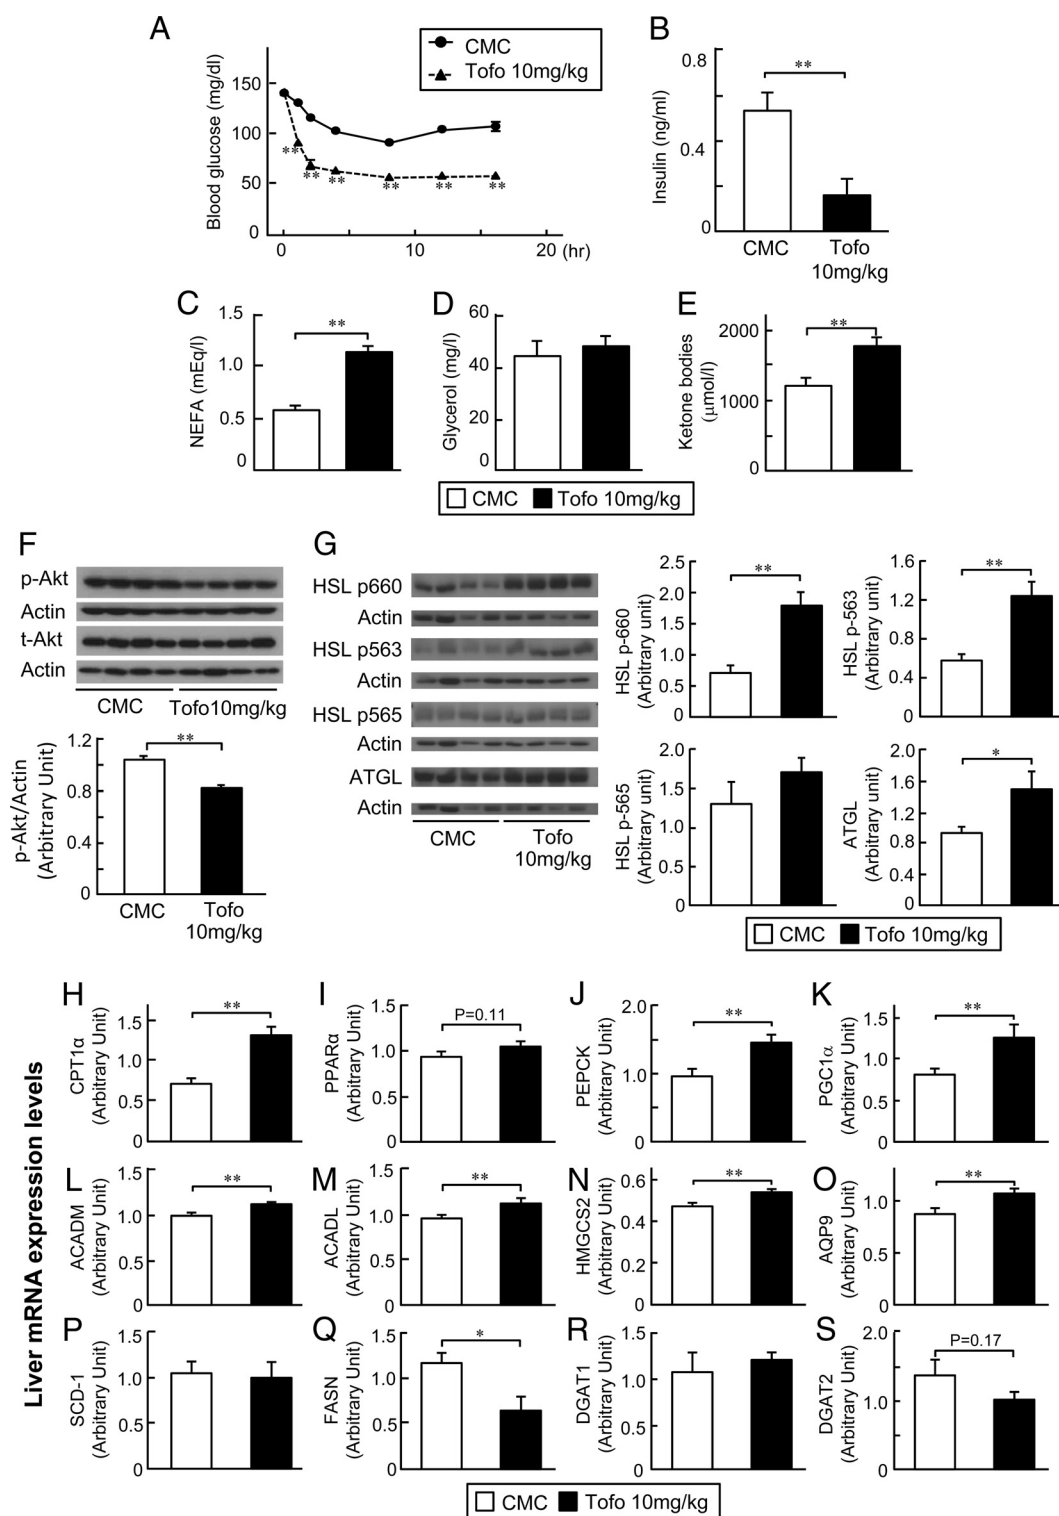 A
CMC
Tofo 10mg/kg
Blood glucose (mg/dl)
150
100
50
0
**
**
**
**
**
**
0
10
20
(hr)
B
Insulin (ng/ml)
0.8
0.4
0
**
CMC
Tofo
10mg/kg
C
NEFA (mEq/l)
1.5
1.0
0.5
0
**
D
Glycerol (mg/l)
60
40
20
0
E
Ketone bodies
(μmol/l)
2000
1000
0
**
CMC
Tofo 10mg/kg
F
p-Akt
Actin
t-Akt
Actin
CMC
Tofo10mg/kg
p-Akt/Actin
(Arbitrary Unit)
1.2
0.8
0.4
0
**
CMC
Tofo
10mg/kg
G
HSL p660
Actin
HSL p563
Actin
HSL p565
Actin
ATGL
Actin
CMC
Tofo
10mg/kg
HSL p-660
(Arbitrary unit)
2.5
2.0
1.5
1.0
0.5
0
**
HSL p-563
(Arbitrary unit)
1.6
1.2
0.8
0.4
0
**
HSL p-565
(Arbitrary unit)
2.0
1.5
1.0
0.5
0
ATGL
(Arbitrary unit)
2.0
1.6
1.2
0.8
0.4
0
*
CMC
Tofo 10mg/kg
Liver mRNA expression levels
H
CPT1α
(Arbitrary Unit)
1.5
1.0
0.5
0
**
I
PPARα
(Arbitrary Unit)
1.5
1.0
0.5
0
P=0.11
J
PEPCK
(Arbitrary Unit)
2.0
1.0
0
**
K
PGC1α
(Arbitrary Unit)
1.5
1.0
0.5
0
**
L
ACADM
(Arbitrary Unit)
1.5
1.0
0.5
0
**
M
ACADL
(Arbitrary Unit)
1.5
1.0
0.5
0
**
N
HMGCS2
(Arbitrary Unit)
0.6
0.4
0.2
0
**
O
AQP9
(Arbitrary Unit)
1.0
0.5
0
**
P
SCD-1
(Arbitrary Unit)
1.5
1.0
0.5
0
Q
FASN
(Arbitrary Unit)
1.5
1.0
0.5
0
*
R
DGAT1
(Arbitrary Unit)
1.5
1.0
0.5
0
S
DGAT2
(Arbitrary Unit)
2.0
1.0
0
P=0.17
CMC
Tofo 10mg/kg